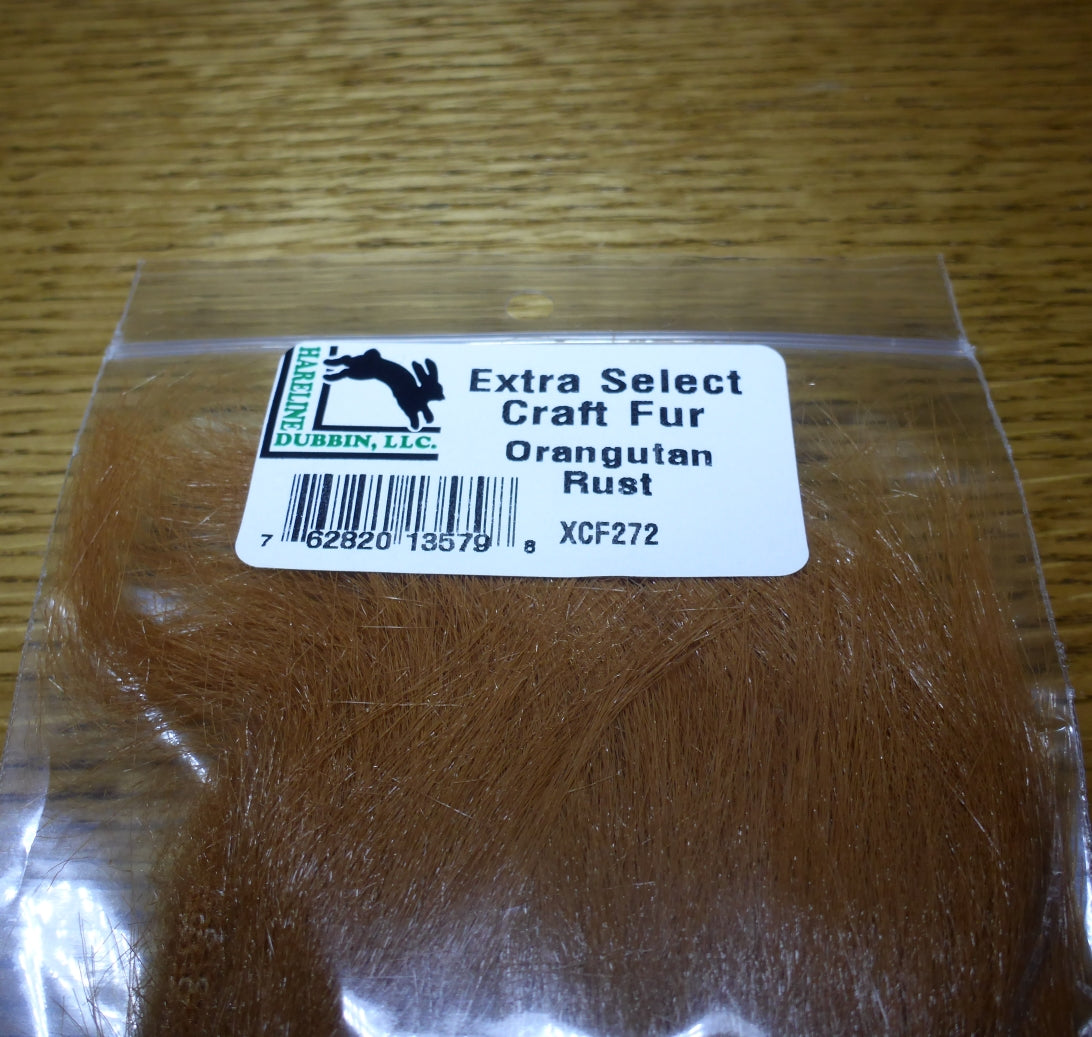 HARELINE
DUBBIN, LLC.
Extra Select
Craft Fur
Orangutan
Rust
XCF272
7 62820 13579 8